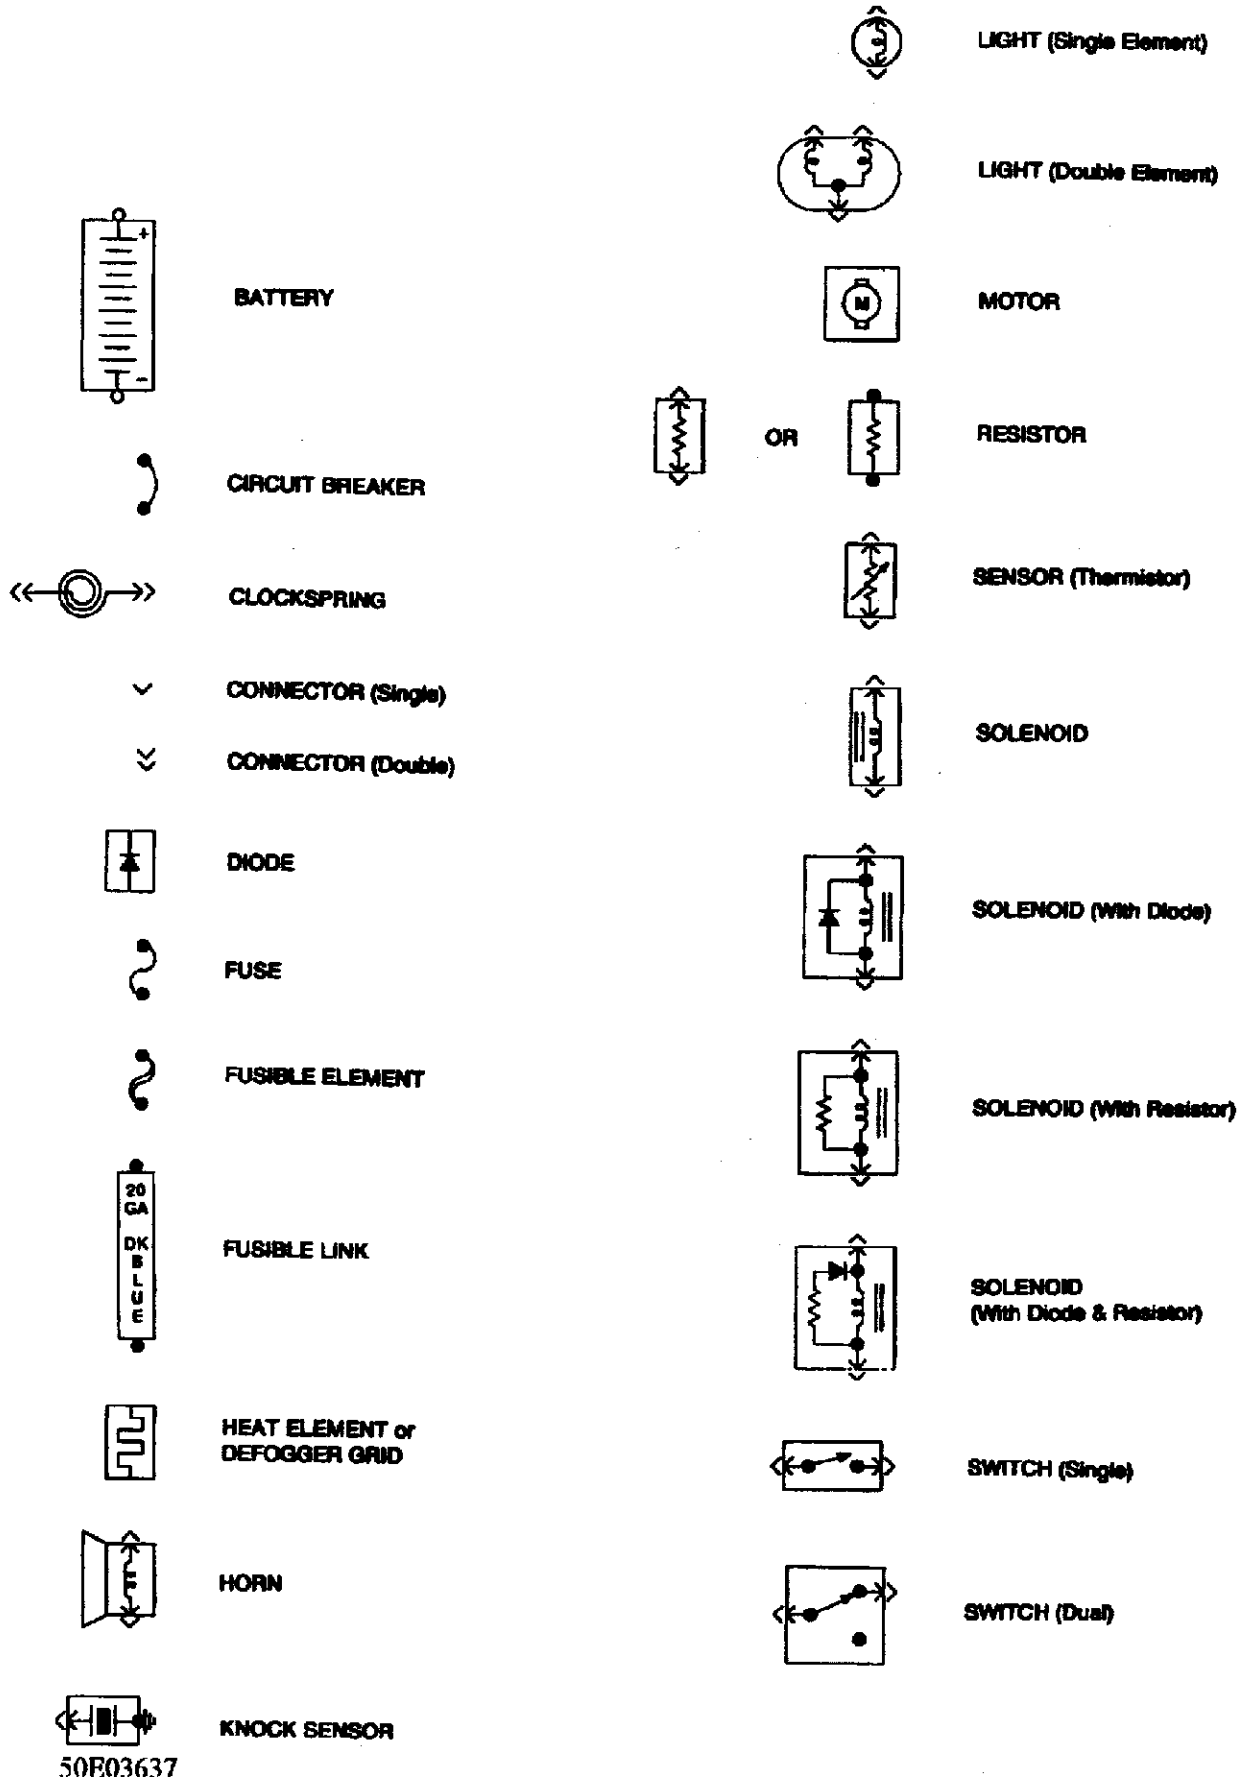 BATTERY
+
-
CIRCUIT BREAKER
CLOCKSPRING
CONNECTOR (Single)
CONNECTOR (Double)
DIODE
FUSE
FUSIBLE ELEMENT
20
GA
DK
B
L
U
E
FUSIBLE LINK
HEAT ELEMENT or
DEFOGGER GRID
HORN
KNOCK SENSOR
50E03637
LIGHT (Single Element)
LIGHT (Double Element)
M
MOTOR
OR
RESISTOR
SENSOR (Thermistor)
SOLENOID
SOLENOID (With Diode)
SOLENOID (With Resistor)
SOLENOID
(With Diode & Resistor)
SWITCH (Single)
SWITCH (Dual)